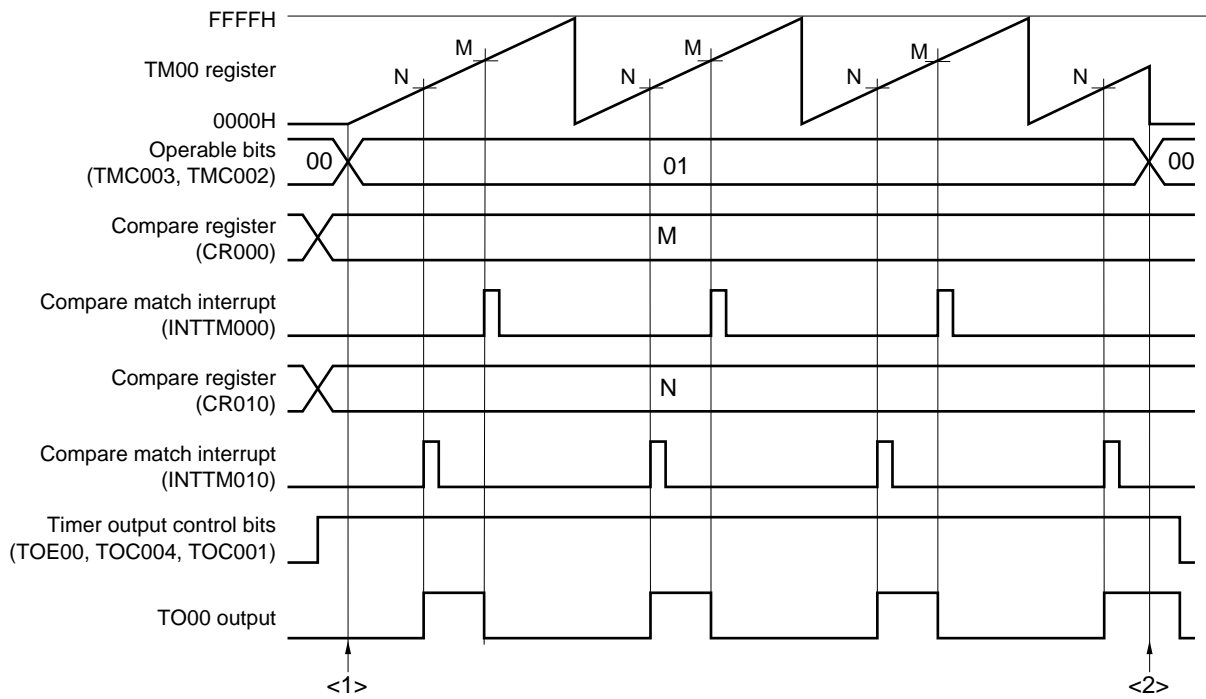 FFFFH
M
M
M
TM00 register
N
N
N
N
0000H
Operable bits
(TMC003, TMC002)
00
01
00
Compare register
(CR000)
M
Compare match interrupt
(INTTM000)
Compare register
(CR010)
N
Compare match interrupt
(INTTM010)
Timer output control bits
(TOE00, TOC004, TOC001)
TO00 output
<1>
<2>